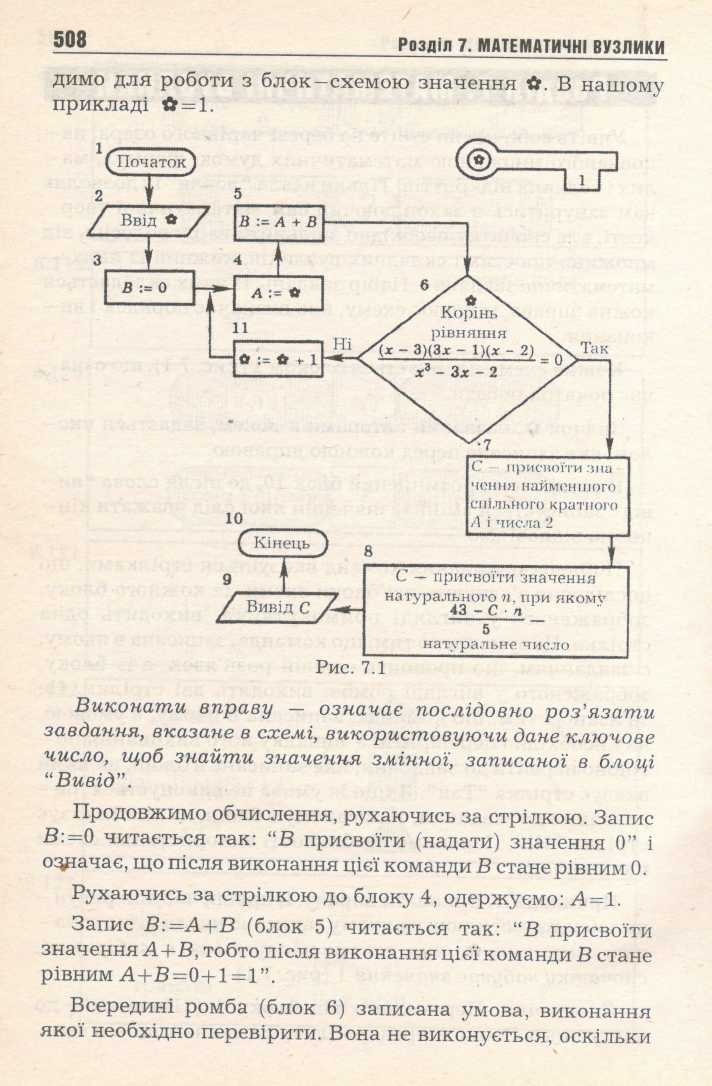 508
Розділ 7. МАТЕМАТИЧНІ ВУЗЛИКИ
димо для роботи з блок–схемою значення ✿. В нашому
прикладі ✿=1.
1
Початок
2
Ввід ✿
3
B := 0
4
A := ✿
5
B := A + B
11
✿ := ✿ + 1
1
6
✿
Корінь
рівняння
(x − 3)(3x − 1)(x − 2)
x³ − 3x − 2
= 0
Ні
Так
7
C — присвоїти зна-
чення найменшого
спільного кратного
A і числа 2
8
C — присвоїти значення
натурального n, при якому
43 − C · n
5
—
натуральне число
9
Вивід C
10
Кінець
Рис. 7.1
Виконати вправу — означає послідовно роз’язати
завдання, вказане в схемі, використовуючи дане ключове
число, щоб знайти значення змінної, записаної в блоці
“Вивід”.
Продовжимо обчислення, рухаючись за стрілкою. Запис
B:=0 читається так: “B присвоїти (надати) значення 0” і
означає, що після виконання цієї команди B стане рівним 0.
Рухаючись за стрілкою до блоку 4, одержуємо: A=1.
Запис B:=A+B (блок 5) читається так: “B присвоїти
значення A+B, тобто після виконання цієї команди B стане
рівним A+B=0+1=1”.
Всередині ромба (блок 6) записана умова, виконання
якої необхідно перевірити. Вона не виконується, оскільки